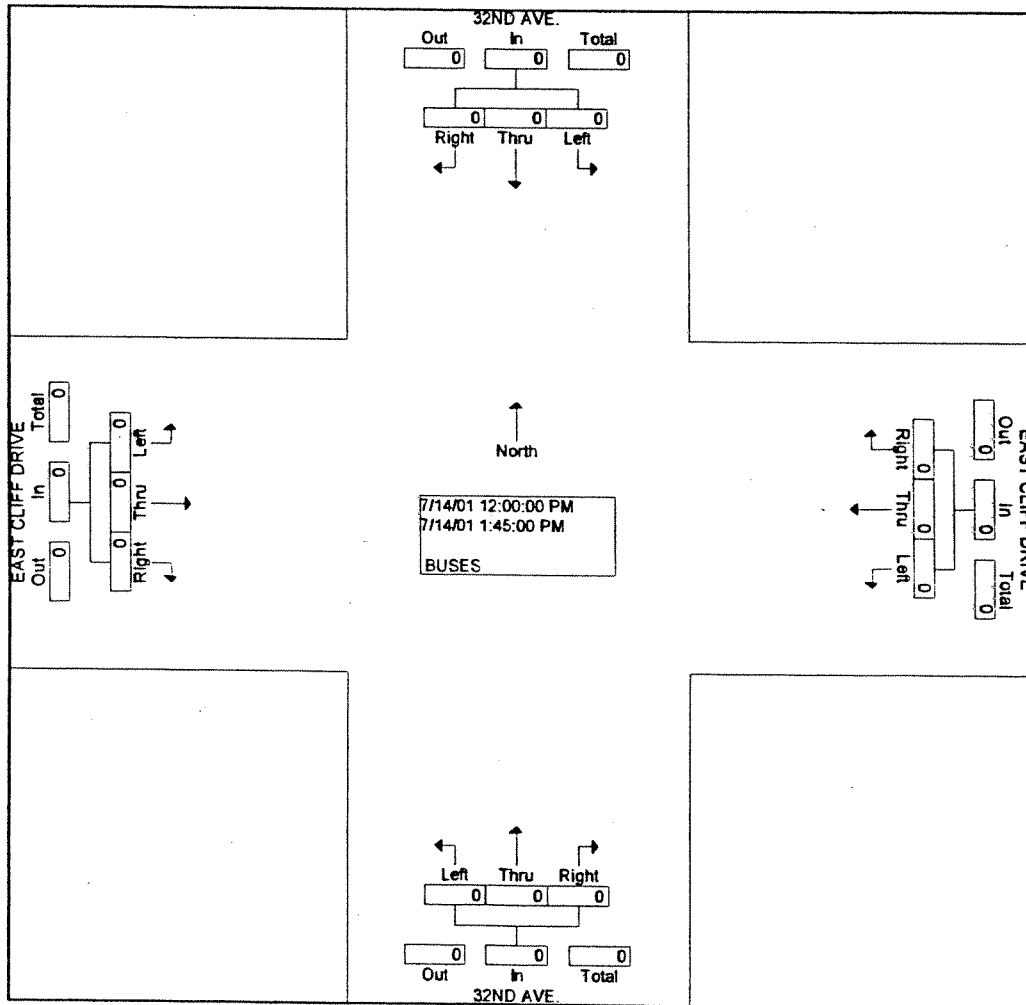 32ND AVE.
Out In Total
0 0 0
0 0 0
Right Thru Left
EAST CLIFF DRIVE
Total In Out
0 0 0
0 0 0
Left Thru Right
North
7/14/01 12:00:00 PM
7/14/01 1:45:00 PM
BUSES
Right Thru Left
0 0 0
0 0 0
Out In Total
EAST CLIFF DRIVE
Left Thru Right
0 0 0
0 0 0
Out In Total
32ND AVE.